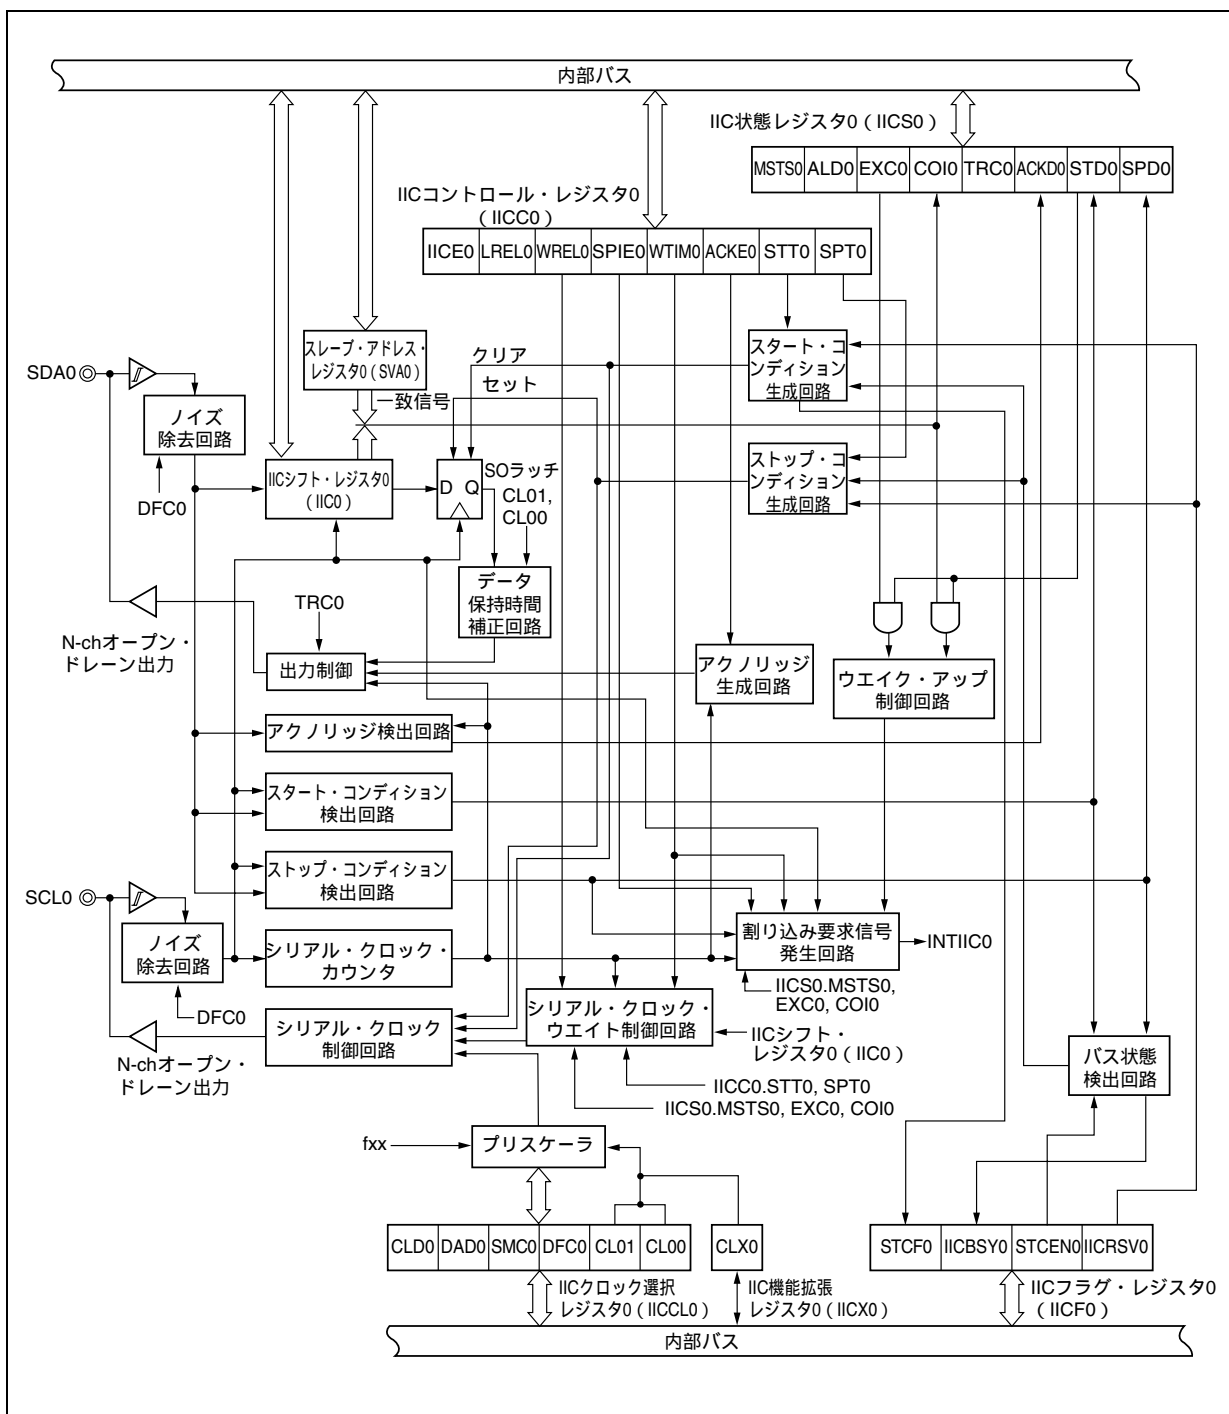 内部バス
IIC状態レジスタ0(IICS0)
MSTS0 ALD0 EXC0 COI0 TRC0 ACKD0 STD0 SPD0
IICコントロール・レジスタ0
(IICC0)
IICE0 LREL0 WREL0 SPIE0 WTIM0 ACKE0 STT0 SPT0
スレーブ・アドレス・
レジスタ0(SVA0)
クリア
セット
スタート・コ
ンディション
生成回路
SDA0
ノイズ
除去回路
一致信号
DFC0
IICシフト・レジスタ0
(IIC0)
D Q
SOラッチ
CL01,
CL00
ストップ・コ
ンディション
生成回路
データ
保持時間
補正回路
TRC0
N-chオープン・
ドレーン出力
出力制御
アクノリッジ
生成回路
ウエイク・アップ
制御回路
アクノリッジ検出回路
スタート・コンディション
検出回路
ストップ・コンディション
検出回路
SCL0
ノイズ
除去回路
DFC0
シリアル・クロック・
カウンタ
割り込み要求信号
発生回路
INTIIC0
IICS0.MSTS0,
EXC0, COI0
シリアル・クロック
制御回路
シリアル・クロック・
ウエイト制御回路
IICシフト・
レジスタ0(IIC0)
N-chオープン・
ドレーン出力
IICC0.STT0, SPT0
IICS0.MSTS0, EXC0, COI0
バス状態
検出回路
fxx
プリスケーラ
CLD0 DAD0 SMC0 DFC0 CL01 CL00
CLX0
STCF0 IICBSY0 STCEN0 IICRSV0
IICクロック選択
レジスタ0(IICCL0)
IIC機能拡張
レジスタ0(IICX0)
IICフラグ・レジスタ0
(IICF0)
内部バス